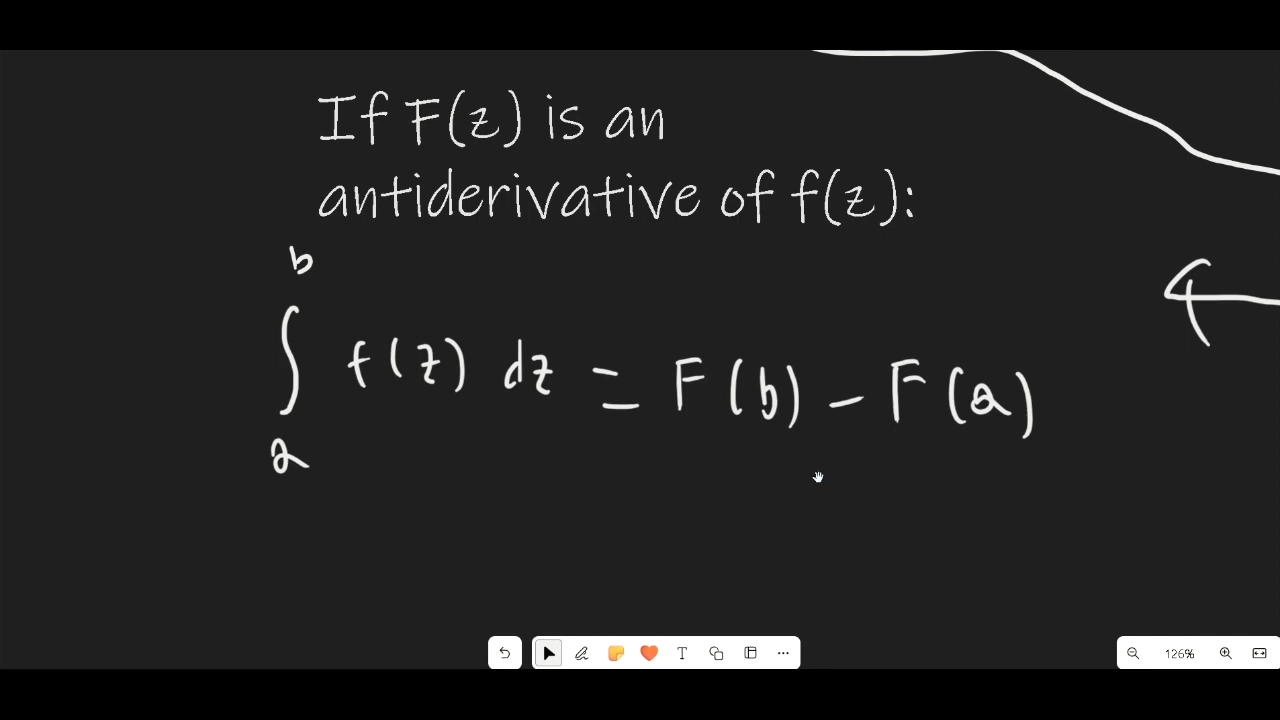 If F(z) is an
antiderivative of f(z):
b
∫ f(z) dz = F(b) - F(a)
a
T
126%